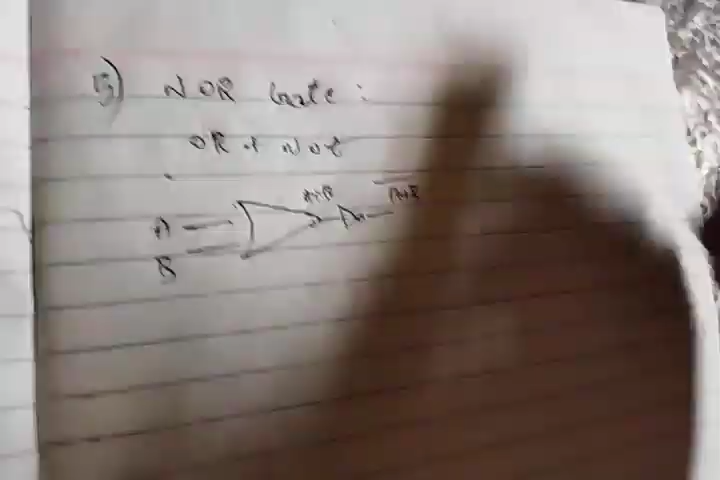 5) NOR Gate :
OR + NOT
A+B
A+B
A
B